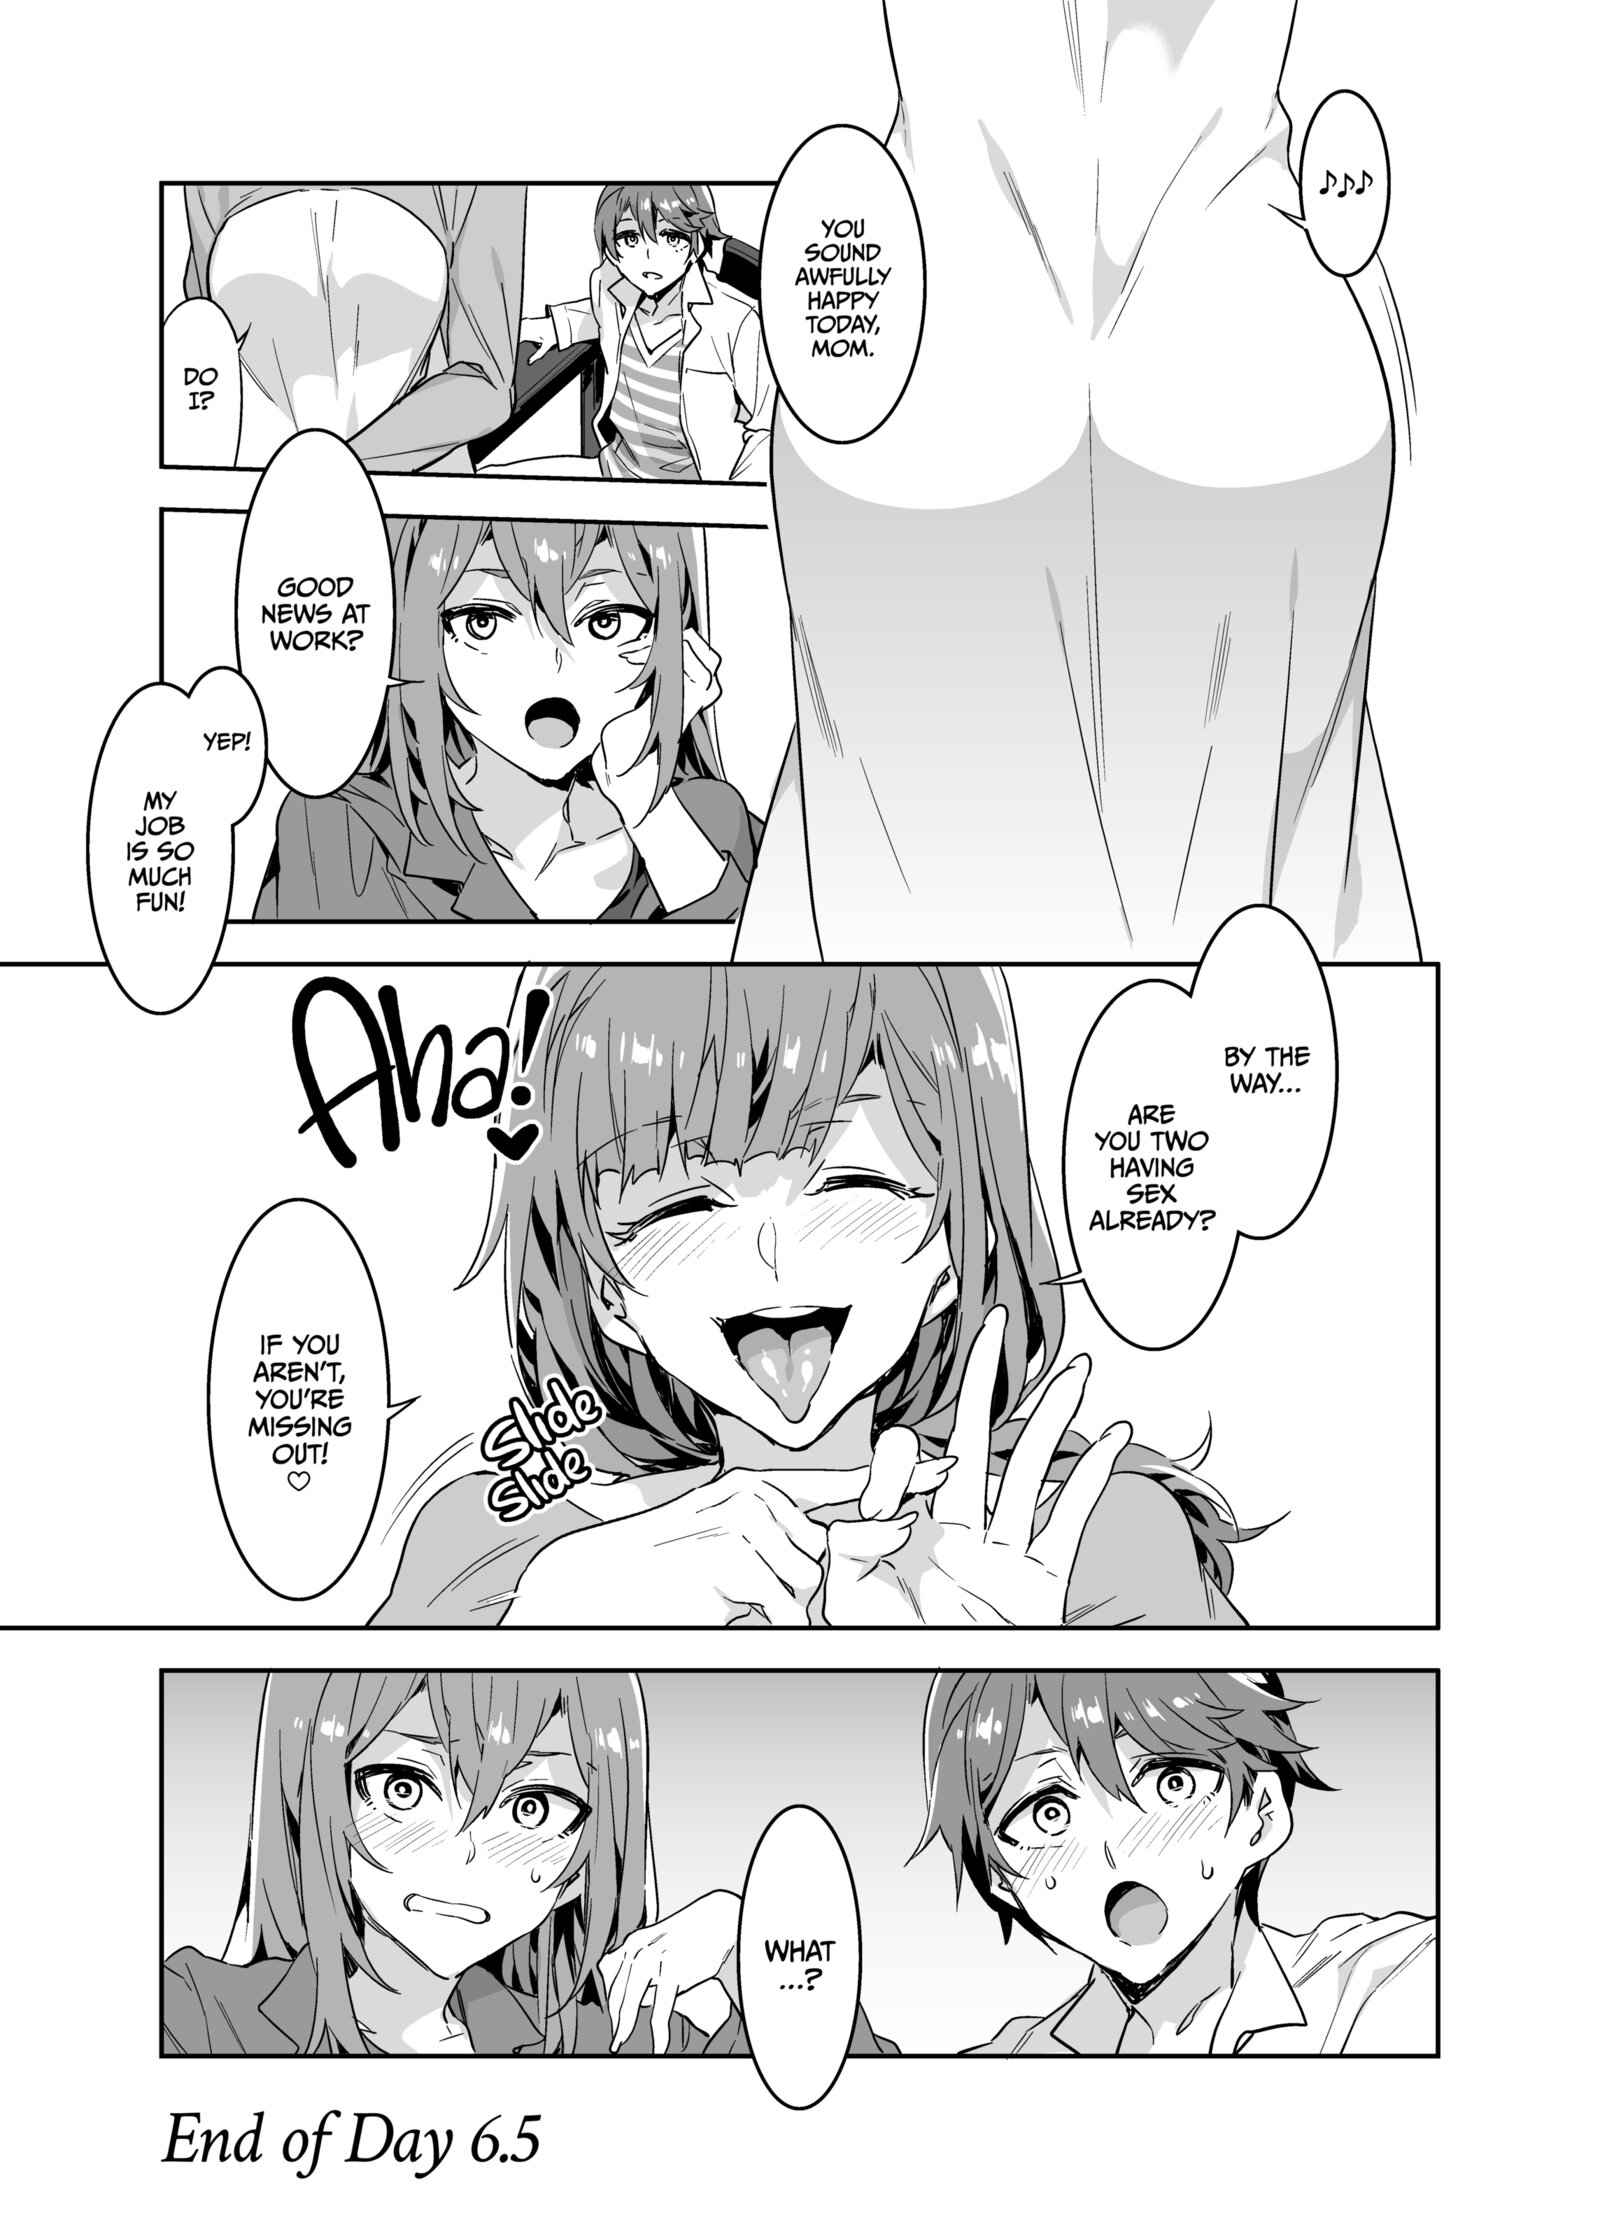 ♪♪♪
YOU
SOUND
AWFULLY
HAPPY
TODAY,
MOM.
DO
I?
GOOD
NEWS AT
WORK?
YEP!
MY
JOB
IS SO
MUCH
FUN!
BY THE
WAY...
ARE
YOU TWO
HAVING
SEX
ALREADY?
Aha!
♥
Slide
Slide
IF YOU
AREN'T,
YOU'RE
MISSING
OUT!
♡
WHAT
...?
End of Day 6.5